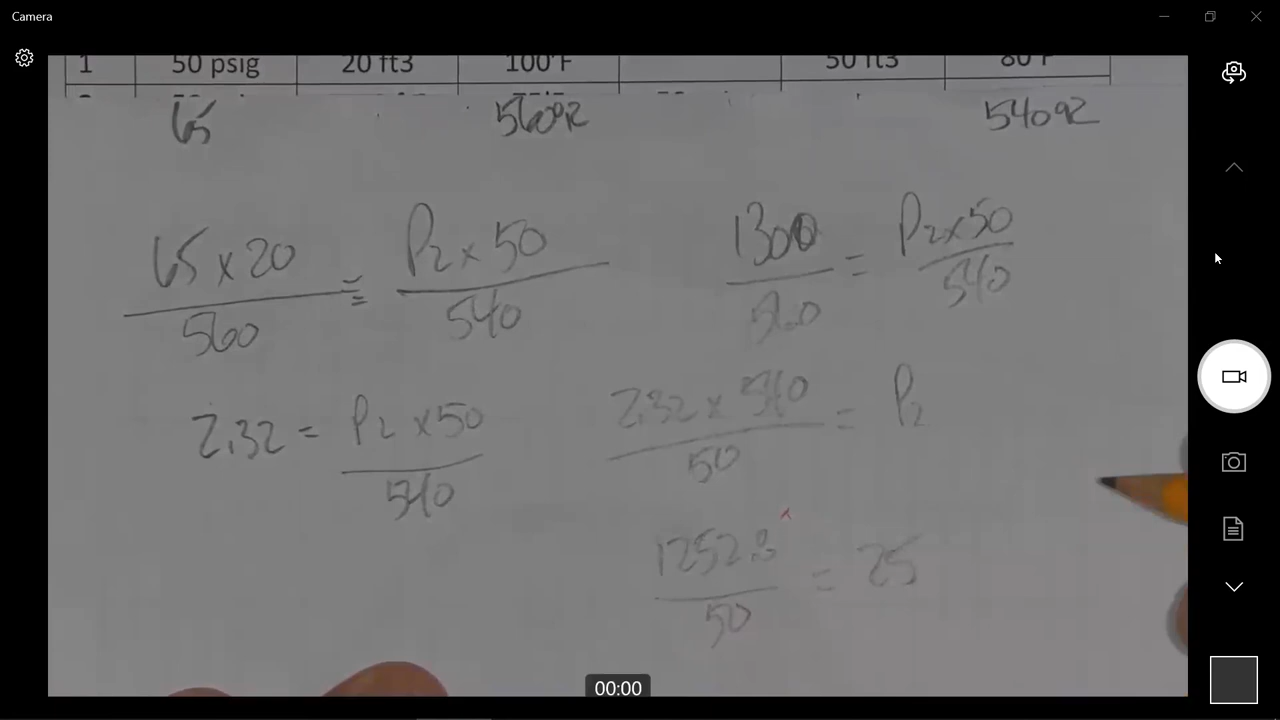 Camera
1 50 psig 20 ft3 100°F 50 ft3 80°F
65 560°R 540°R
65 x 20 / 560 = P2 x 50 / 540
1300 / 560 = P2 x 50 / 540
2.32 = P2 x 50 / 540
2.32 x 540 / 50 = P2
1252.8 / 50 = 25
00:00